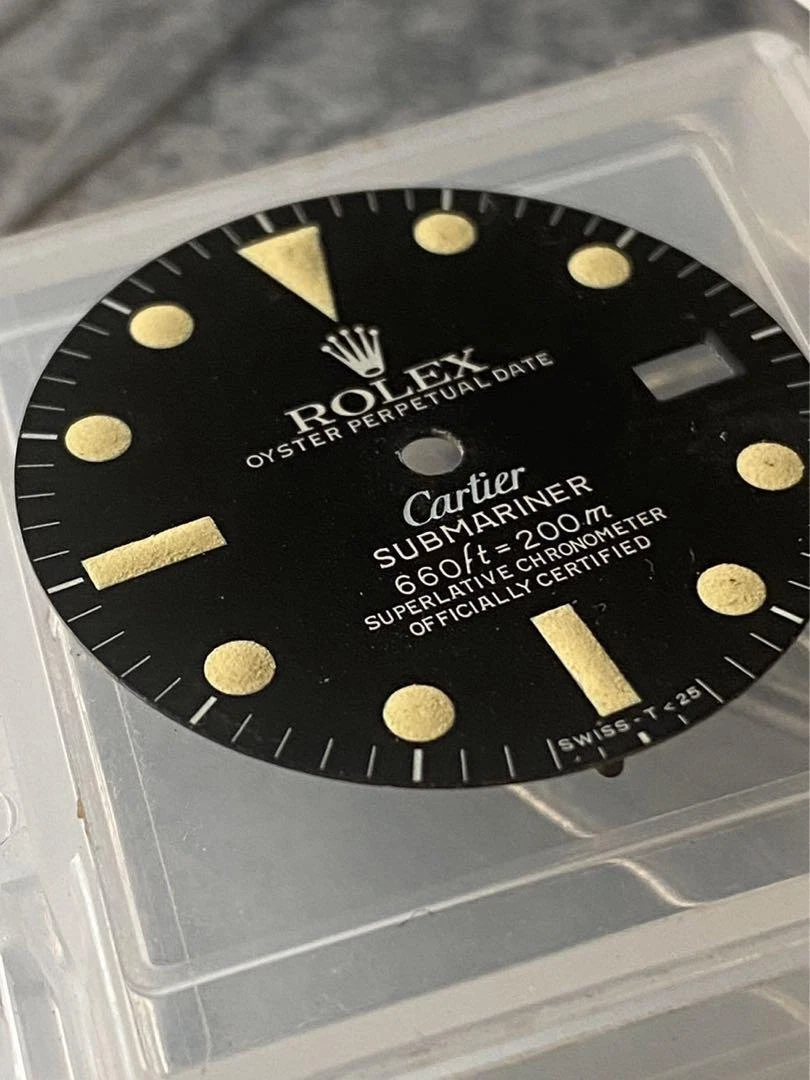 ROLEX
OYSTER PERPETUAL DATE
Cartier
SUBMARINER
660ft = 200m
SUPERLATIVE CHRONOMETER
OFFICIALLY CERTIFIED
SWISS - T < 25